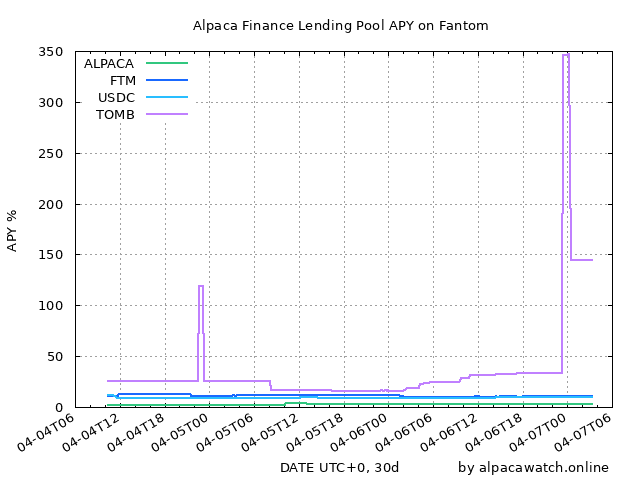 Alpaca Finance Lending Pool APY on Fantom
350
300
250
200
150
100
50
0
APY %
ALPACA
FTM
USDC
TOMB
04-04T06
04-04T12
04-04T18
04-05T00
04-05T06
04-05T12
04-05T18
04-06T00
04-06T06
04-06T12
04-06T18
04-07T00
04-07T06
DATE UTC+0, 30d by alpacawatch.online